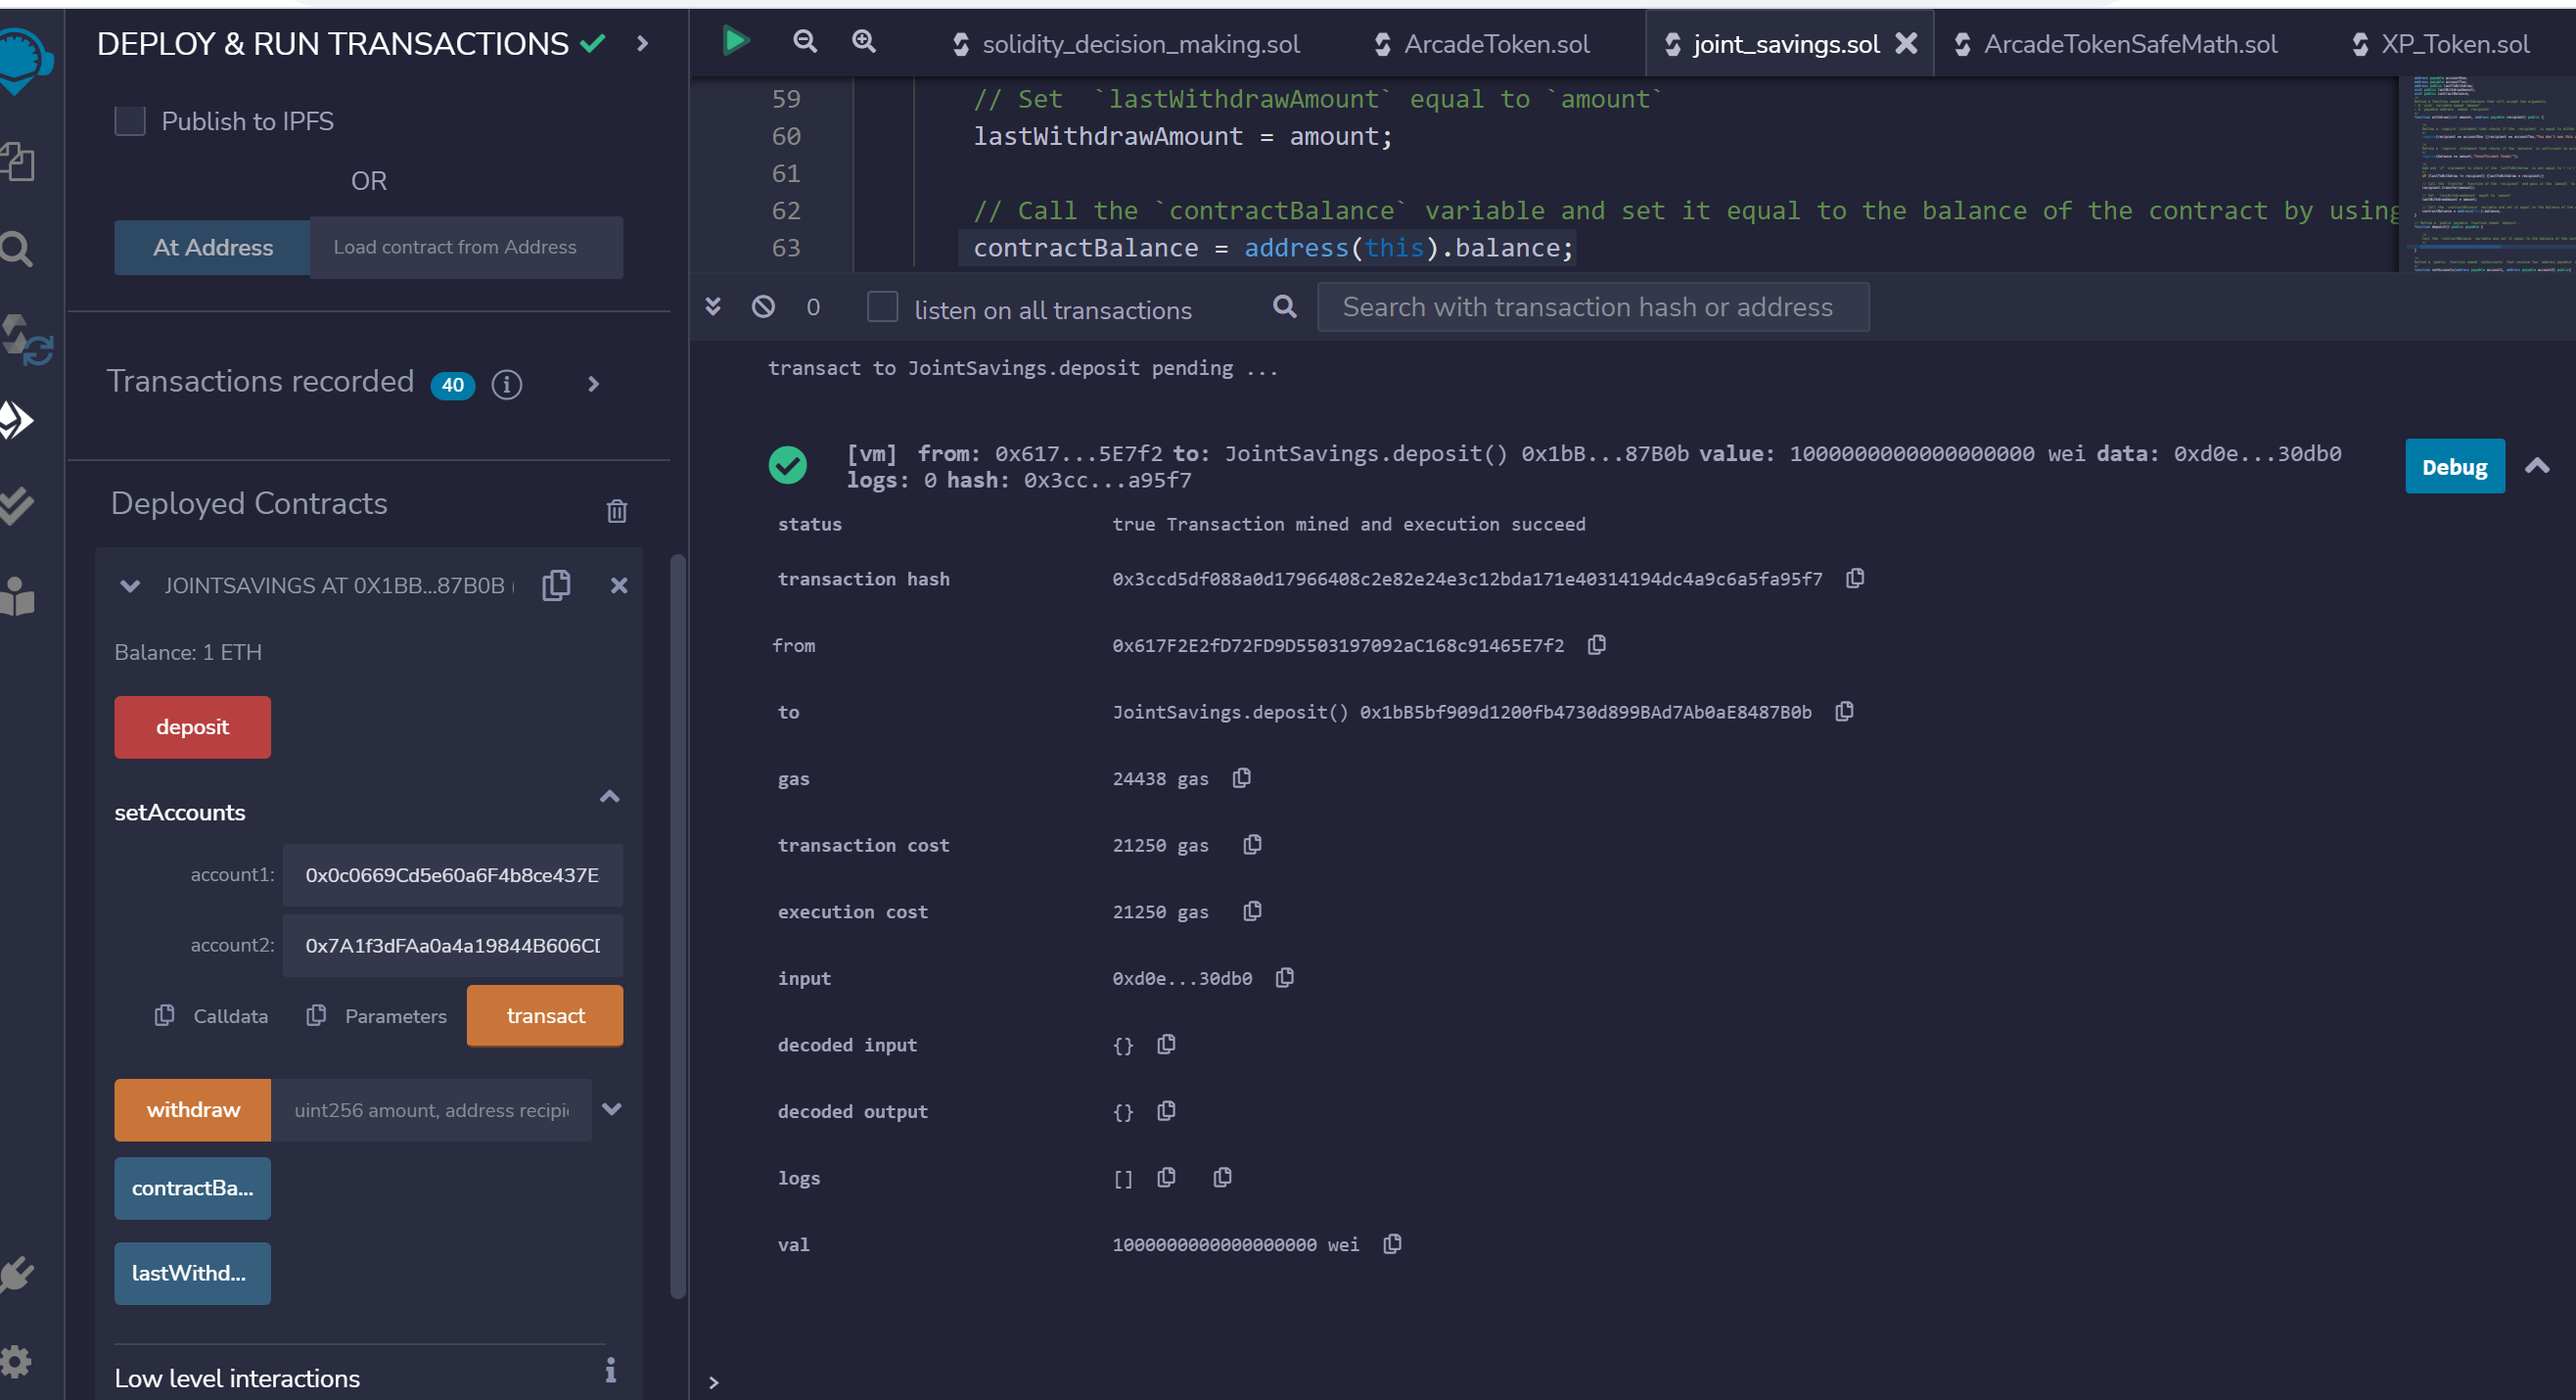 DEPLOY & RUN TRANSACTIONS
Publish to IPFS
OR
At Address
Load contract from Address
Transactions recorded 40
Deployed Contracts
JOINTSAVINGS AT 0X1BB...87B0B
Balance: 1 ETH
deposit
setAccounts
account1: 0x0c0669Cd5e60a6F4b8ce437E
account2: 0x7A1f3dFAa0a4a19844B606CD
Calldata Parameters transact
withdraw uint256 amount, address recipi
contractBa...
lastWithd...
Low level interactions
solidity_decision_making.sol ArcadeToken.sol joint_savings.sol ArcadeTokenSafeMath.sol XP_Token.sol
59 // Set `lastWithdrawAmount` equal to `amount`
60 lastWithdrawAmount = amount;
61
62 // Call the `contractBalance` variable and set it equal to the balance of the contract by using
63 contractBalance = address(this).balance;
0 listen on all transactions Search with transaction hash or address
transact to JointSavings.deposit pending ...
[vm] from: 0x617...5E7f2 to: JointSavings.deposit() 0x1bB...87B0b value: 1000000000000000000 wei data: 0xd0e...30db0
logs: 0 hash: 0x3cc...a95f7
Debug
status true Transaction mined and execution succeed
transaction hash 0x3ccd5df088a0d17966408c2e82e24e3c12bda171e40314194dc4a9c6a5fa95f7
from 0x617F2E2fD72FD9D5503197092aC168c91465E7f2
to JointSavings.deposit() 0x1bB5bf909d1200fb4730d899BAd7Ab0aE8487B0b
gas 24438 gas
transaction cost 21250 gas
execution cost 21250 gas
input 0xd0e...30db0
decoded input {}
decoded output {}
logs []
val 1000000000000000000 wei
>